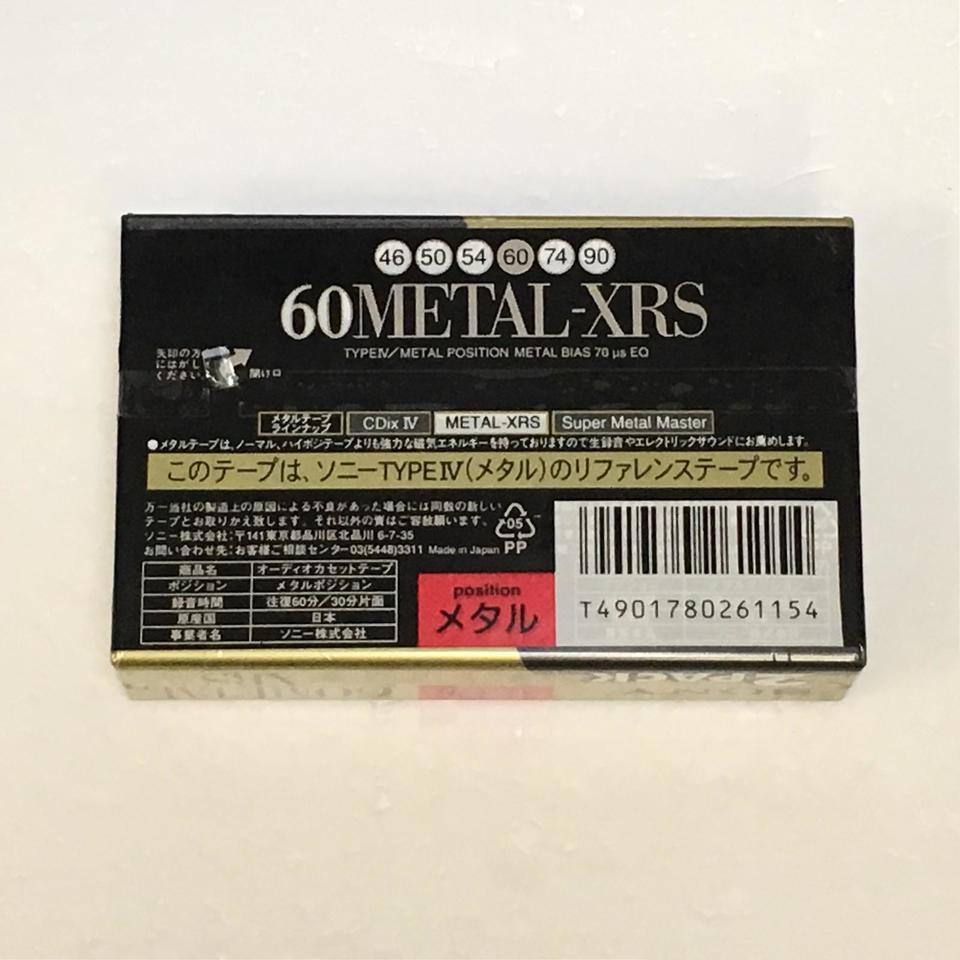 46 50 54 60 74 90
60METAL-XRS
TYPEⅣ/METAL POSITION METAL BIAS 70 μs EQ
矢印の方
にはがし
ください。
開け口
メタルテープ
ラインナップ
CDix Ⅳ
METAL-XRS
Super Metal Master
●メタルテープは、ノーマル、ハイポジテープよりも強力な磁気エネルギーを持っておりますので生録音やエレクトリックサウンドにお薦めします。
このテープは、ソニーTYPEⅣ(メタル)のリファレンステープです。
万一当社の製造上の原因による不良があった場合には同数の新しい
テープとお取りかえ致します。それ以外の責はご容赦願います。
ソニー株式会社:〒141東京都品川区北品川 6-7-35
お問い合わせ先:お客様ご相談センター03(5448)3311 Made in Japan
05
PP
商品名 オーディオカセットテープ
ポジション メタルポジション
録音時間 往復60分/30分片面
原産国 日本
事業者名 ソニー株式会社
position
メタル
T4901780261154
2PACK